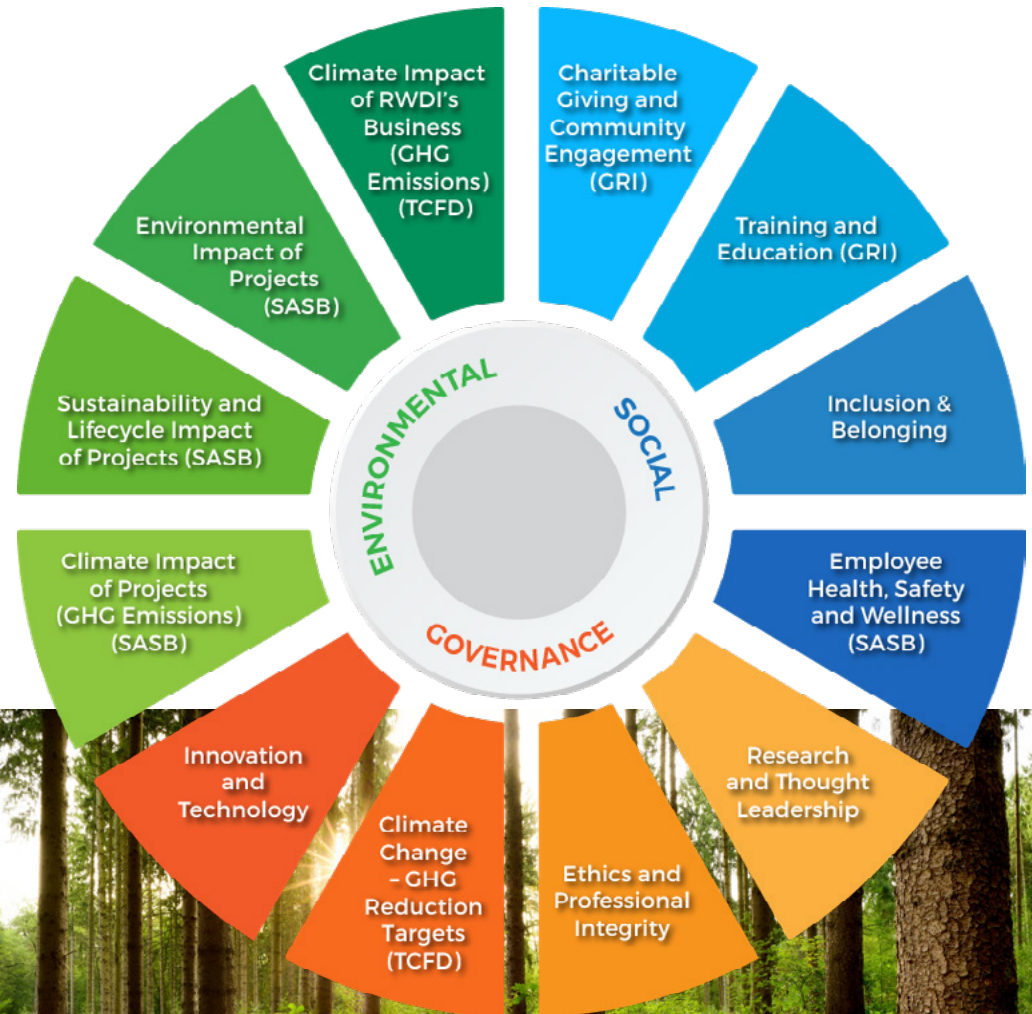 Climate Impact
of RWDI's
Business
(GHG
Emissions)
(TCFD)
Charitable
Giving and
Community
Engagement
(GRI)
Training and
Education (GRI)
Inclusion &
Belonging
Employee
Health, Safety
and Wellness
(SASB)
Research
and Thought
Leadership
Ethics and
Professional
Integrity
Climate
Change
– GHG
Reduction
Targets
(TCFD)
Innovation
and
Technology
Climate Impact
of Projects
(GHG Emissions)
(SASB)
Sustainability and
Lifecycle Impact
of Projects (SASB)
Environmental
Impact of
Projects
(SASB)
ENVIRONMENTAL
SOCIAL
GOVERNANCE